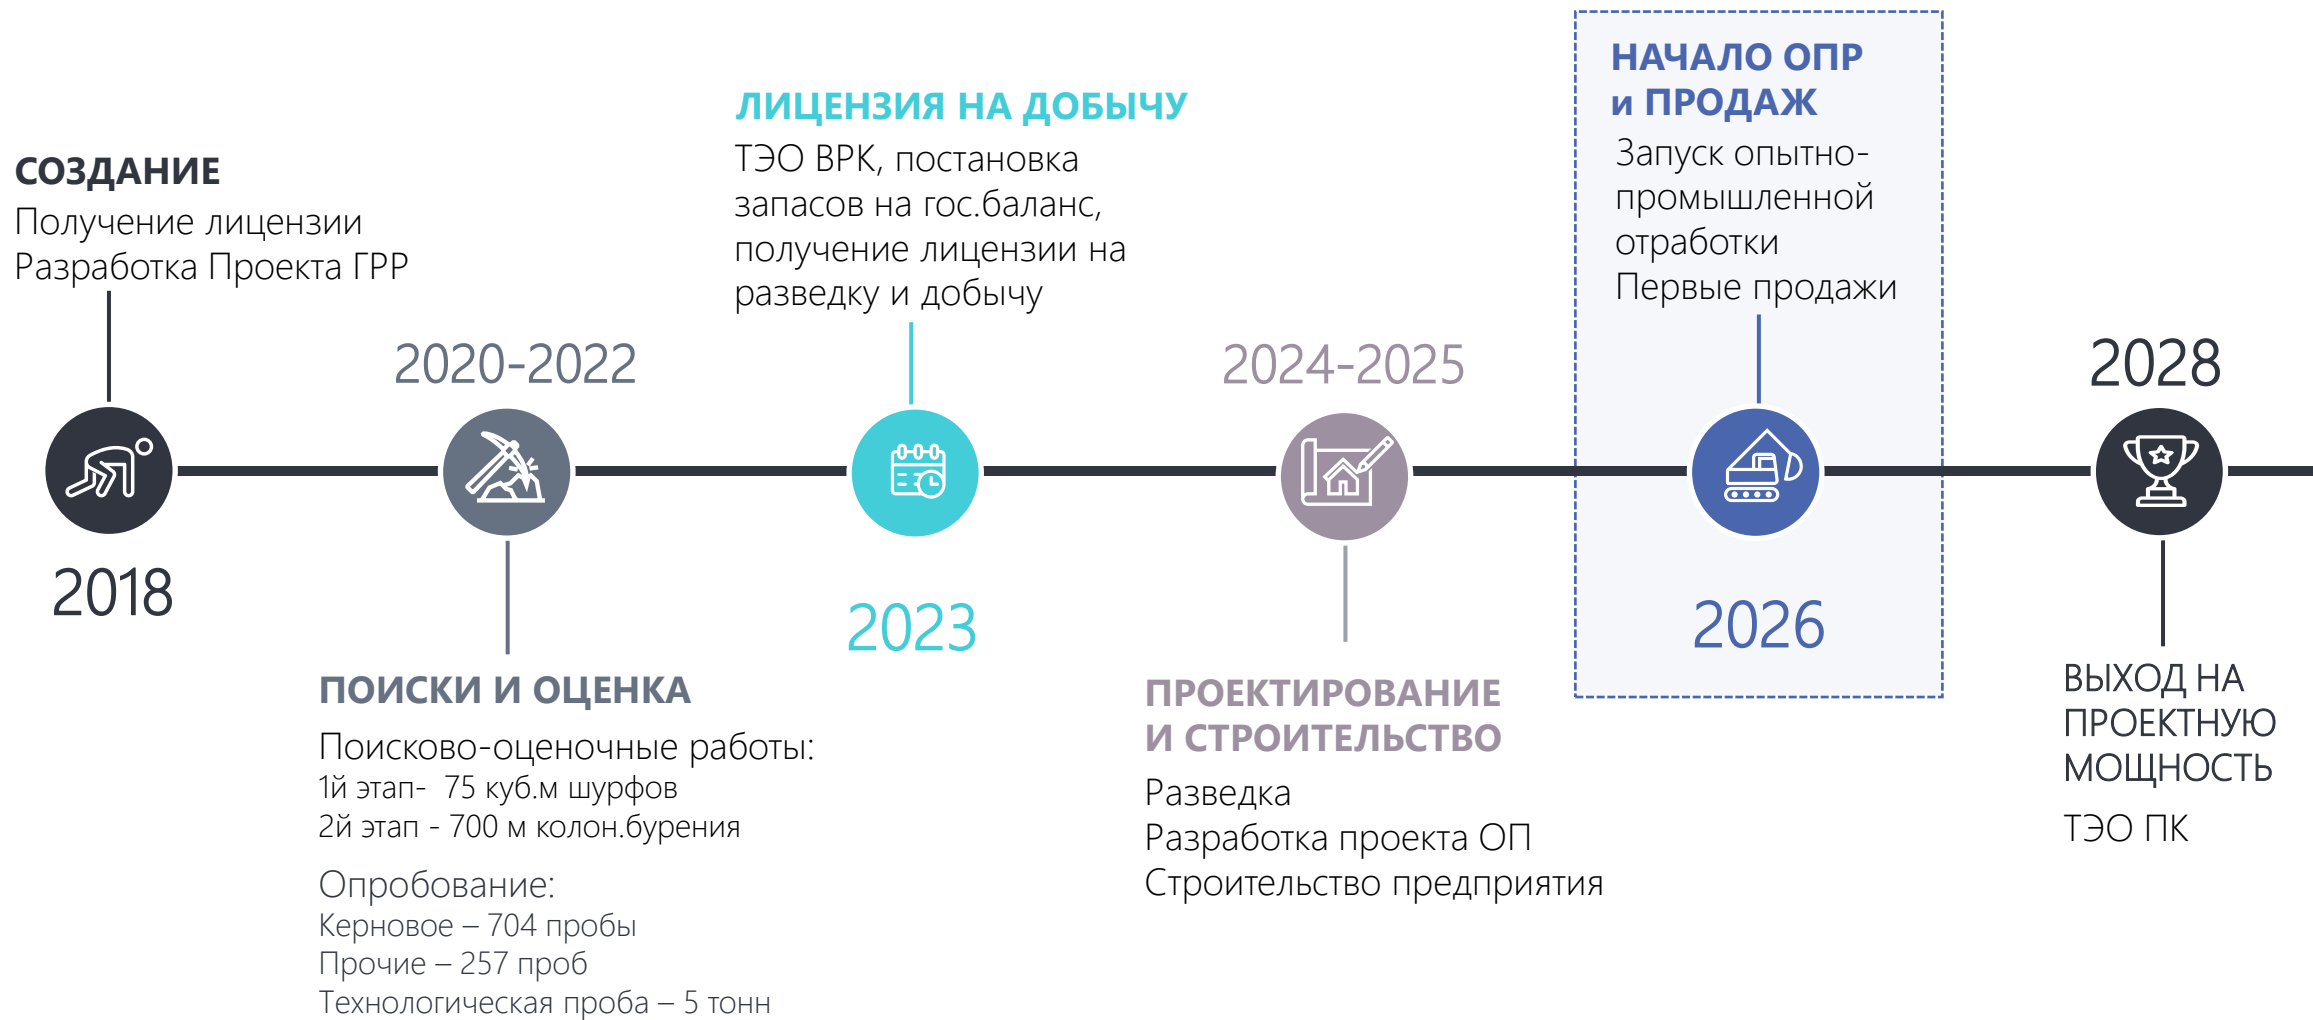 СОЗДАНИЕ
Получение лицензии
Разработка Проекта ГРР
2018
2020-2022
ПОИСКИ И ОЦЕНКА
Поисково-оценочные работы:
1й этап- 75 куб.м шурфов
2й этап - 700 м колон.бурения
Опробование:
Керновое – 704 пробы
Прочие – 257 проб
Технологическая проба – 5 тонн
ЛИЦЕНЗИЯ НА ДОБЫЧУ
ТЭО ВРК, постановка
запасов на гос.баланс,
получение лицензии на
разведку и добычу
2023
2024-2025
ПРОЕКТИРОВАНИЕ
И СТРОИТЕЛЬСТВО
Разведка
Разработка проекта ОП
Строительство предприятия
НАЧАЛО ОПР
и ПРОДАЖ
Запуск опытно-
промышленной
отработки
Первые продажи
2026
2028
ВЫХОД НА
ПРОЕКТНУЮ
МОЩНОСТЬ
ТЭО ПК